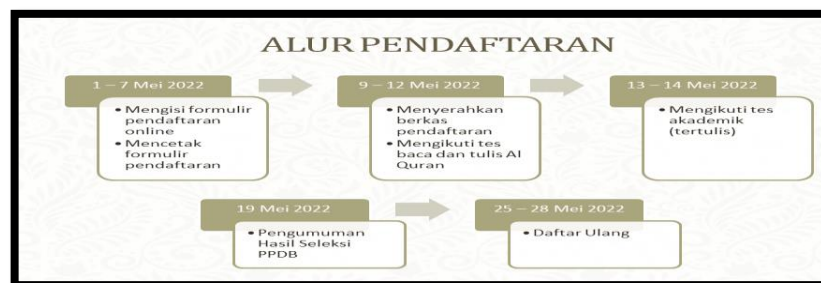 ALUR PENDAFTARAN
1 – 7 Mei 2022
• Mengisi formulir
pendaftaran
online
• Mencetak
formulir
pendaftaran
9 – 12 Mei 2022
• Menyerahkan
berkas
pendaftaran
• Mengikuti tes
baca dan tulis Al
Quran
13 – 14 Mei 2022
• Mengikuti tes
akademik
(tertulis)
19 Mei 2022
• Pengumuman
Hasil Seleksi
PPDB
25 – 28 Mei 2022
• Daftar Ulang